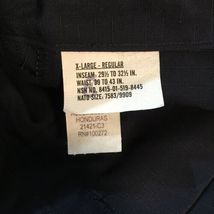 X-LARGE - REGULAR
INSEAM: 29½ TO 32½ IN.
WAIST: 39 TO 43 IN.
NSN NO. 8415-01-519-8445
NATO SIZE: 7583/9909
HONDURAS
21421-C3
RN#100272